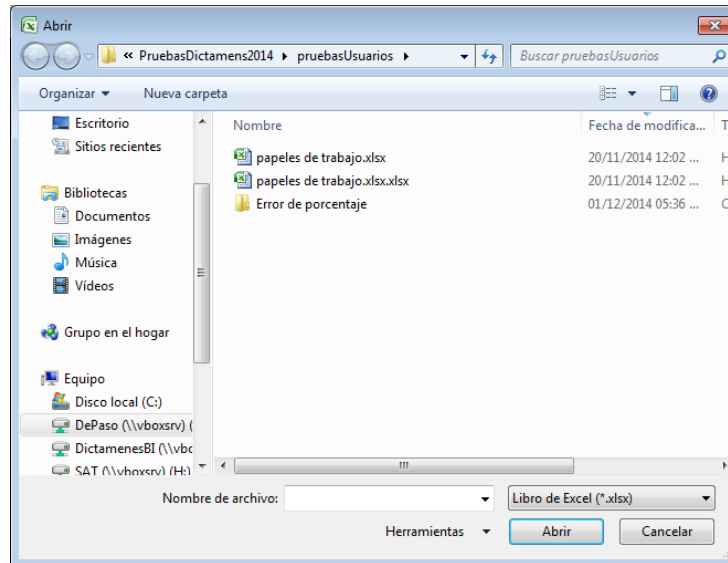 Abrir
« PruebasDictamens2014 ▸ pruebasUsuarios ▸ Buscar pruebasUsuarios
Organizar Nueva carpeta
Escritorio
Sitios recientes
Bibliotecas
Documentos
Imágenes
Música
Vídeos
Grupo en el hogar
Equipo
Disco local (C:)
DePaso (\\vboxsrv) (
DictamenesBI (\\vbc
SAT (\\vboxsrv) (H:)
Nombre Fecha de modifica... T
papeles de trabajo.xlsx 20/11/2014 12:02 ... H
papeles de trabajo.xlsx.xlsx 20/11/2014 12:02 ... H
Error de porcentaje 01/12/2014 05:36 ... C
Nombre de archivo: Libro de Excel (*.xlsx)
Herramientas Abrir Cancelar